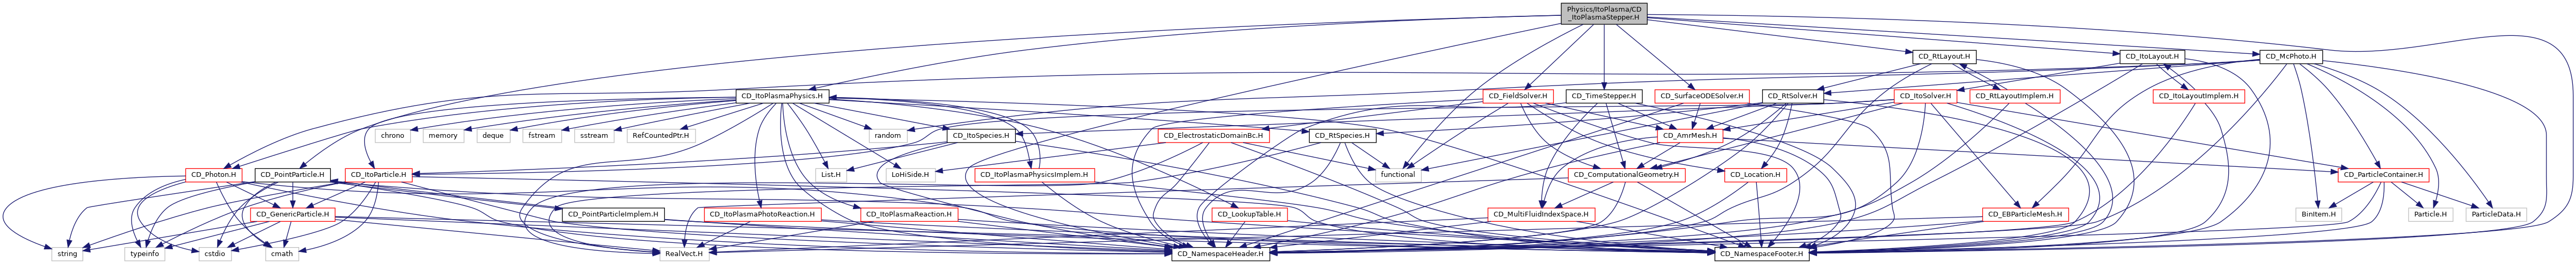 Physics/ItoPlasma/CD
_ItoPlasmaStepper.H
CD_RtLayout.H
CD_ItoLayout.H
CD_McPhoto.H
CD_ItoPlasmaPhysics.H
CD_FieldSolver.H
CD_TimeStepper.H
CD_SurfaceODESolver.H
CD_RtSolver.H
CD_ItoSolver.H
CD_RtLayoutImplem.H
CD_ItoLayoutImplem.H
chrono
memory
deque
fstream
sstream
RefCountedPtr.H
random
CD_ItoSpecies.H
CD_ElectrostaticDomainBc.H
CD_RtSpecies.H
CD_AmrMesh.H
CD_Photon.H
CD_PointParticle.H
CD_ItoParticle.H
List.H
LoHiSide.H
CD_ItoPlasmaPhysicsImplem.H
functional
CD_ComputationalGeometry.H
CD_Location.H
CD_ParticleContainer.H
CD_GenericParticle.H
CD_PointParticleImplem.H
CD_ItoPlasmaPhotoReaction.H
CD_ItoPlasmaReaction.H
CD_LookupTable.H
CD_MultiFluidIndexSpace.H
CD_EBParticleMesh.H
BinItem.H
Particle.H
ParticleData.H
string
typeinfo
cstdio
cmath
RealVect.H
CD_NamespaceHeader.H
CD_NamespaceFooter.H